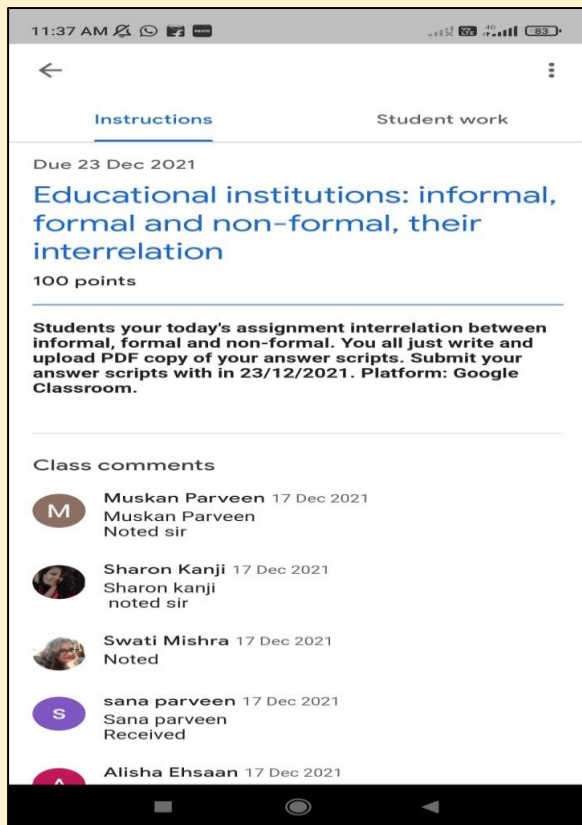 11:37 AM
4G
83
Instructions Student work
Due 23 Dec 2021
Educational institutions: informal,
formal and non-formal, their
interrelation
100 points
Students your today's assignment interrelation between
informal, formal and non-formal. You all just write and
upload PDF copy of your answer scripts. Submit your
answer scripts with in 23/12/2021. Platform: Google
Classroom.
Class comments
M
Muskan Parveen 17 Dec 2021
Muskan Parveen
Noted sir
Sharon Kanji 17 Dec 2021
Sharon kanji
noted sir
Swati Mishra 17 Dec 2021
Noted
s
sana parveen 17 Dec 2021
Sana parveen
Received
Alisha Ehsaan 17 Dec 2021